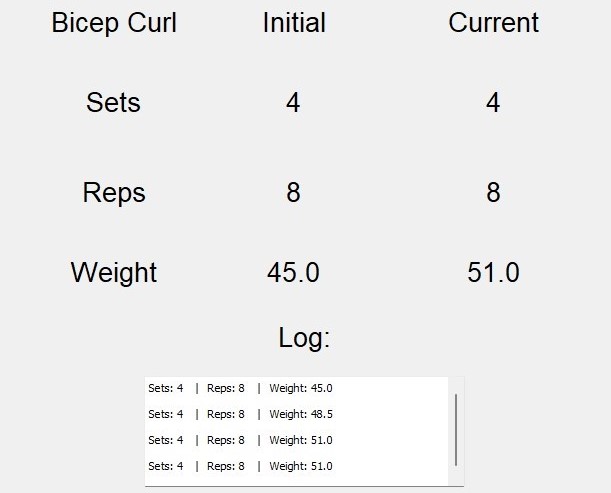 Bicep Curl Initial Current
Sets 4 4
Reps 8 8
Weight 45.0 51.0
Log:
Sets: 4 | Reps: 8 | Weight: 45.0
Sets: 4 | Reps: 8 | Weight: 48.5
Sets: 4 | Reps: 8 | Weight: 51.0
Sets: 4 | Reps: 8 | Weight: 51.0